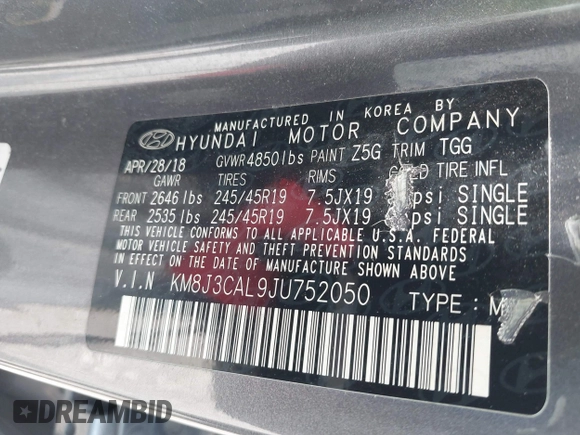 MANUFACTURED IN KOREA BY
HYUNDAI MOTOR COMPANY
APR/28/18 GVWR 4850 lbs PAINT Z5G TRIM TGG
GAWR TIRES RIMS TIRE INFL
FRONT 2646 lbs 245/45R19 7.5JX19 psi SINGLE
REAR 2535 lbs 245/45R19 7.5JX19 psi SINGLE
THIS VEHICLE CONFORMS TO ALL APPLICABLE U.S.A. FEDERAL
MOTOR VEHICLE SAFETY AND THEFT PREVENTION STANDARDS
IN EFFECT ON THE DATE OF MANUFACTURE SHOWN ABOVE.
V.I.N KM8J3CAL9JU752050
TYPE: M
DREAMBID